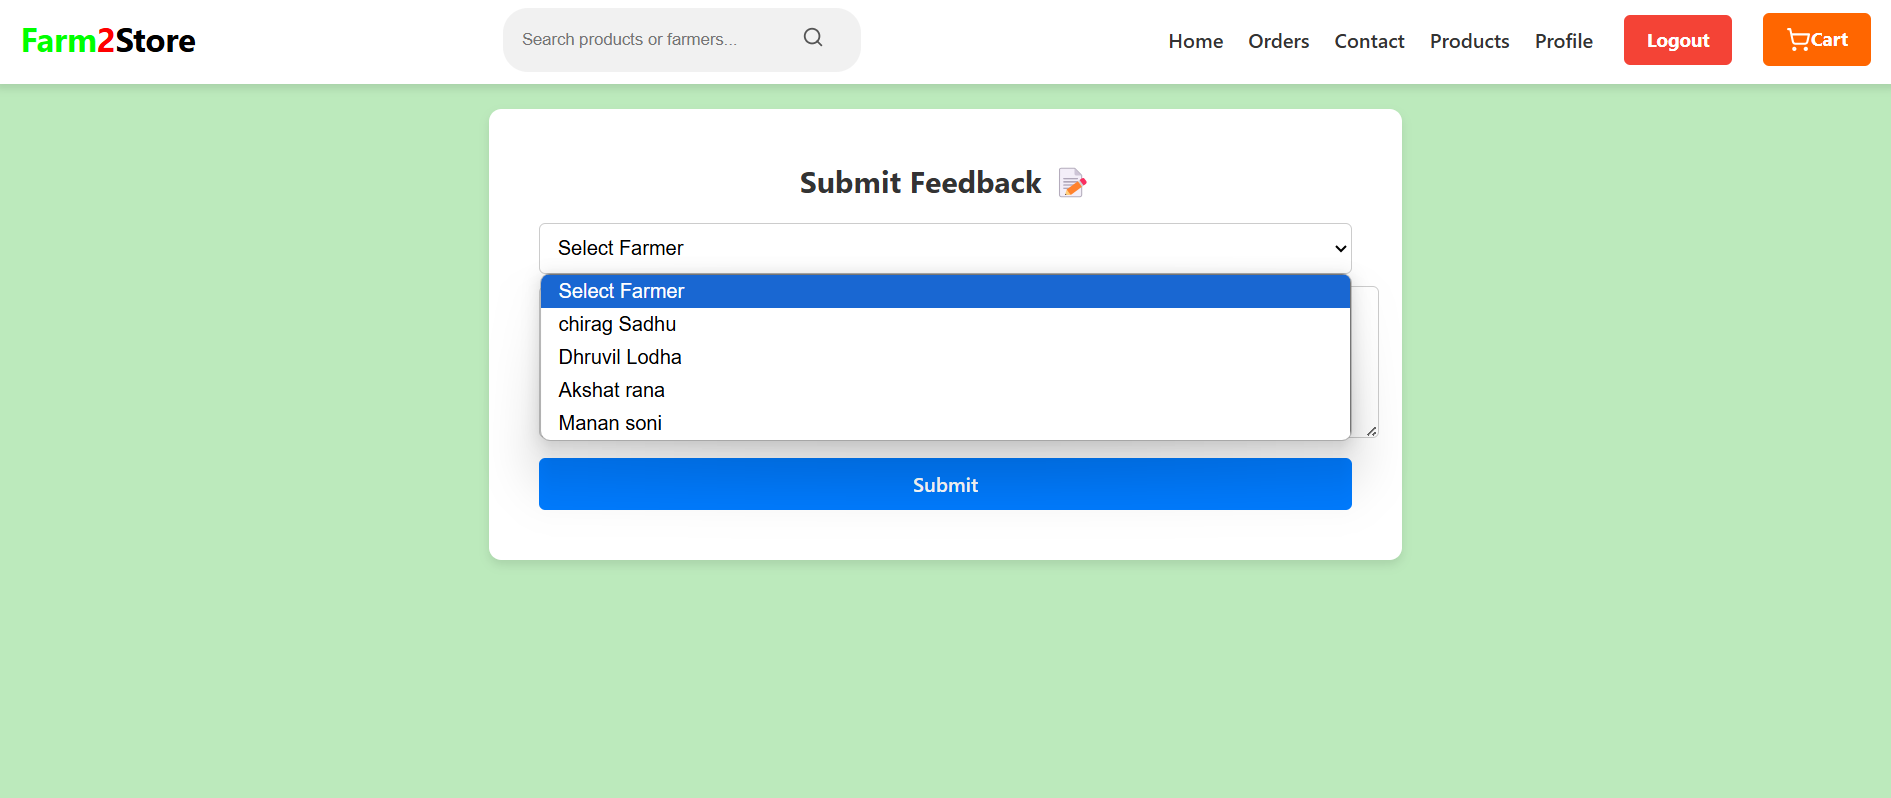 Farm2Store
Search products or farmers...
Home Orders Contact Products Profile Logout Cart
Submit Feedback
Select Farmer
Select Farmer
chirag Sadhu
Dhruvil Lodha
Akshat rana
Manan soni
Submit